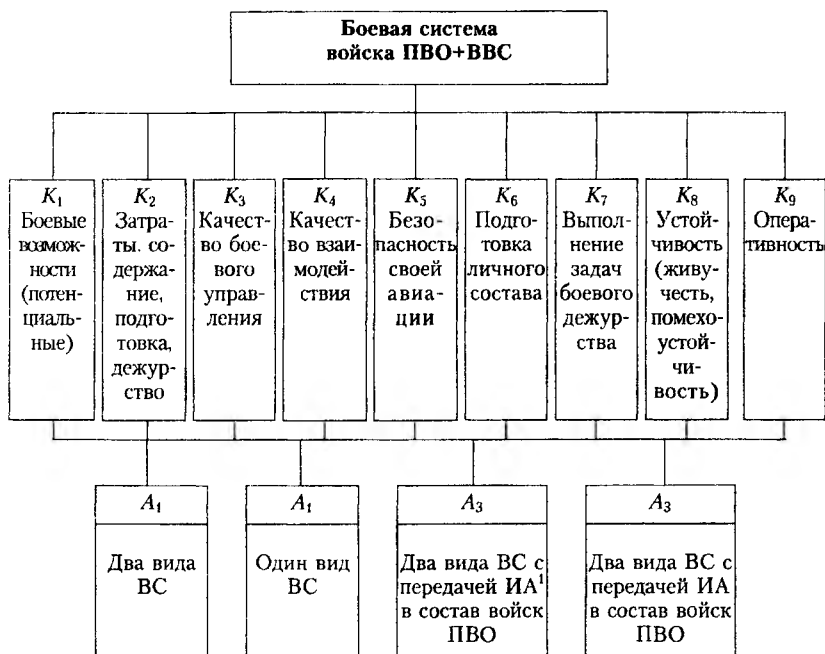 Боевая система
войска ПВО+ВВС
K1
Боевые
возмож-
ности
(потен-
циаль-
ные)
K2
Затра-
ты. со-
держа-
ние,
подго-
товка,
дежур-
ство
K3
Качест-
во бое-
вого
управ-
ления
K4
Качест-
во взаи-
модей-
ствия
K5
Безо-
пасность
своей
авиа-
ции
K6
Подго-
товка
личного
состава
K7
Выпол-
нение
задач
боевого
дежур-
ства
K8
Устой-
чивость
(живу-
честь,
помехо-
устой-
чи-
вость)
K9
Опера-
тивность
A1
Два вида
ВС
A1
Один вид
ВС
A3
Два вида ВС с
передачей ИА1
в состав войск
ПВО
A3
Два вида ВС с
передачей ИА
в состав войск
ПВО